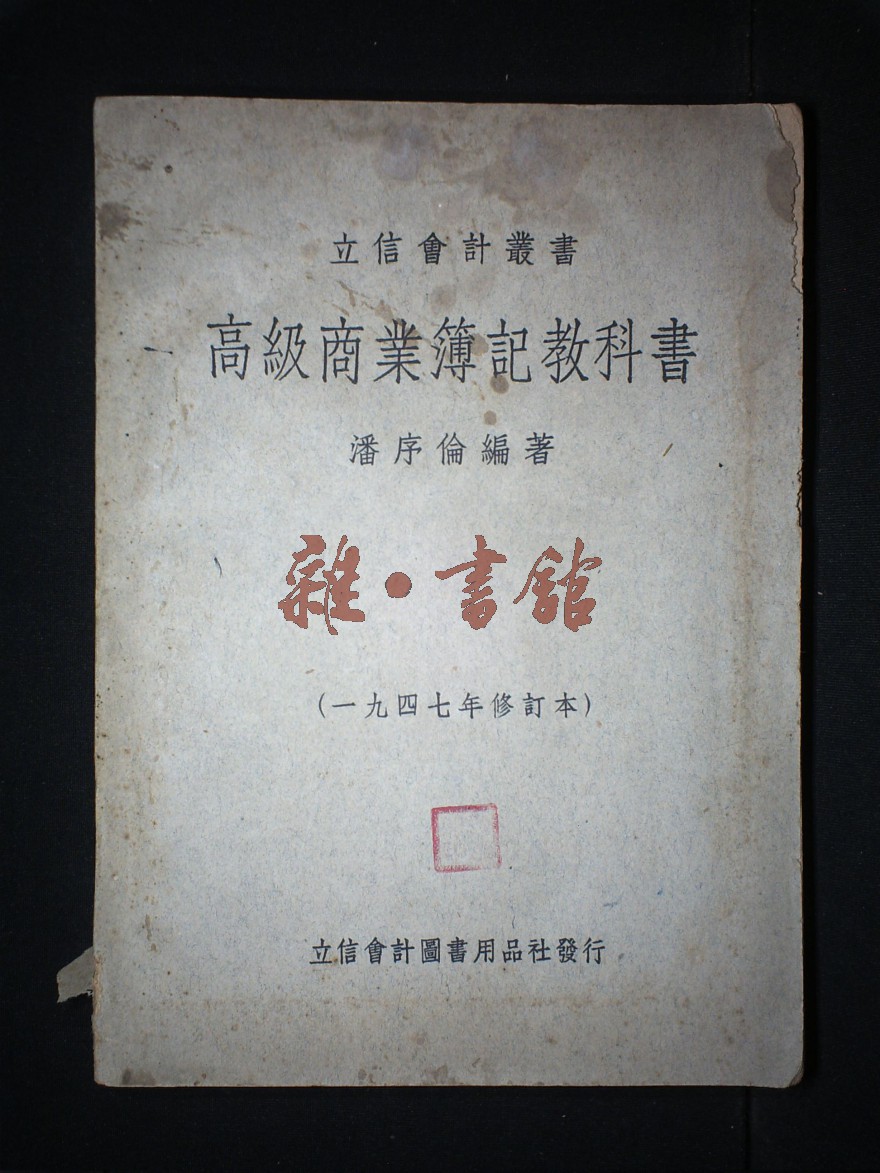 立信會計叢書
高級商業簿記教科書
潘序倫編著
雜·書館
(一九四七年修訂本)
立信會計圖書用品社發行